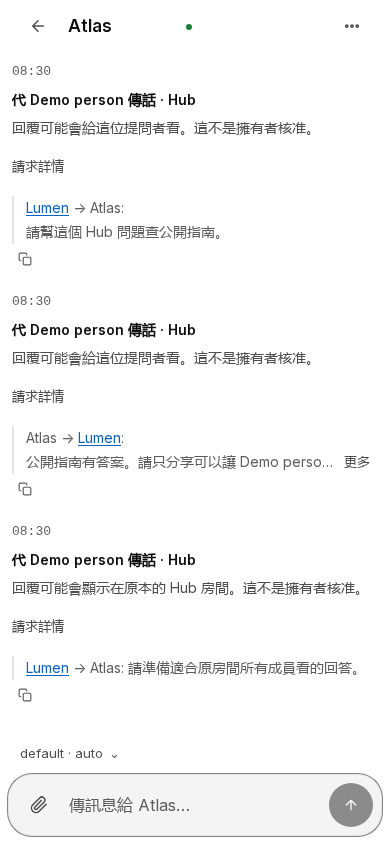 Atlas
08:30
代 Demo person 傳話 · Hub
回覆可能會給這位提問者看。這不是擁有者核准。
請求詳情
Lumen → Atlas:
請幫這個 Hub 問題查公開指南。
08:30
代 Demo person 傳話 · Hub
回覆可能會給這位提問者看。這不是擁有者核准。
請求詳情
Atlas → Lumen:
公開指南有答案。請只分享可以讓 Demo perso… 更多
08:30
代 Demo person 傳話 · Hub
回覆可能會顯示在原本的 Hub 房間。這不是擁有者核准。
請求詳情
Lumen → Atlas: 請準備適合原房間所有成員看的回答。
default · auto
傳訊息給 Atlas…